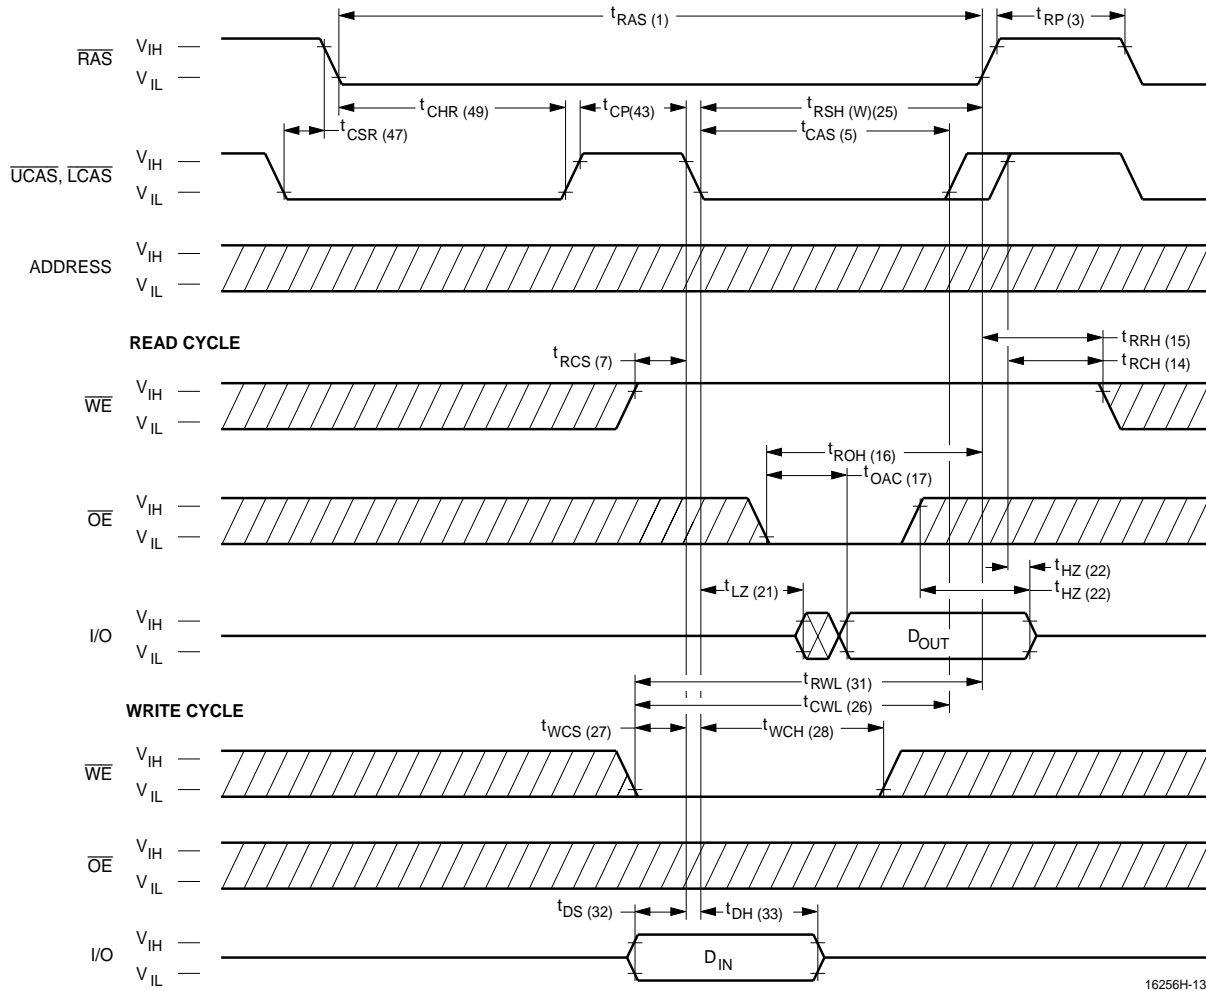 t RAS (1)
t RP (3)
RAS
V IH
V IL
t CHR (49)
t CP(43)
t RSH (W)(25)
t CSR (47)
t CAS (5)
UCAS, LCAS
V IH
V IL
ADDRESS
V IH
V IL
READ CYCLE
t RCS (7)
t RRH (15)
t RCH (14)
WE
V IH
V IL
t ROH (16)
t OAC (17)
OE
V IH
V IL
t HZ (22)
t LZ (21)
t HZ (22)
I/O
V IH
V IL
D OUT
t RWL (31)
t CWL (26)
WRITE CYCLE
t WCS (27)
t WCH (28)
WE
V IH
V IL
OE
V IH
V IL
t DS (32)
t DH (33)
I/O
V IH
V IL
D IN
16256H-13